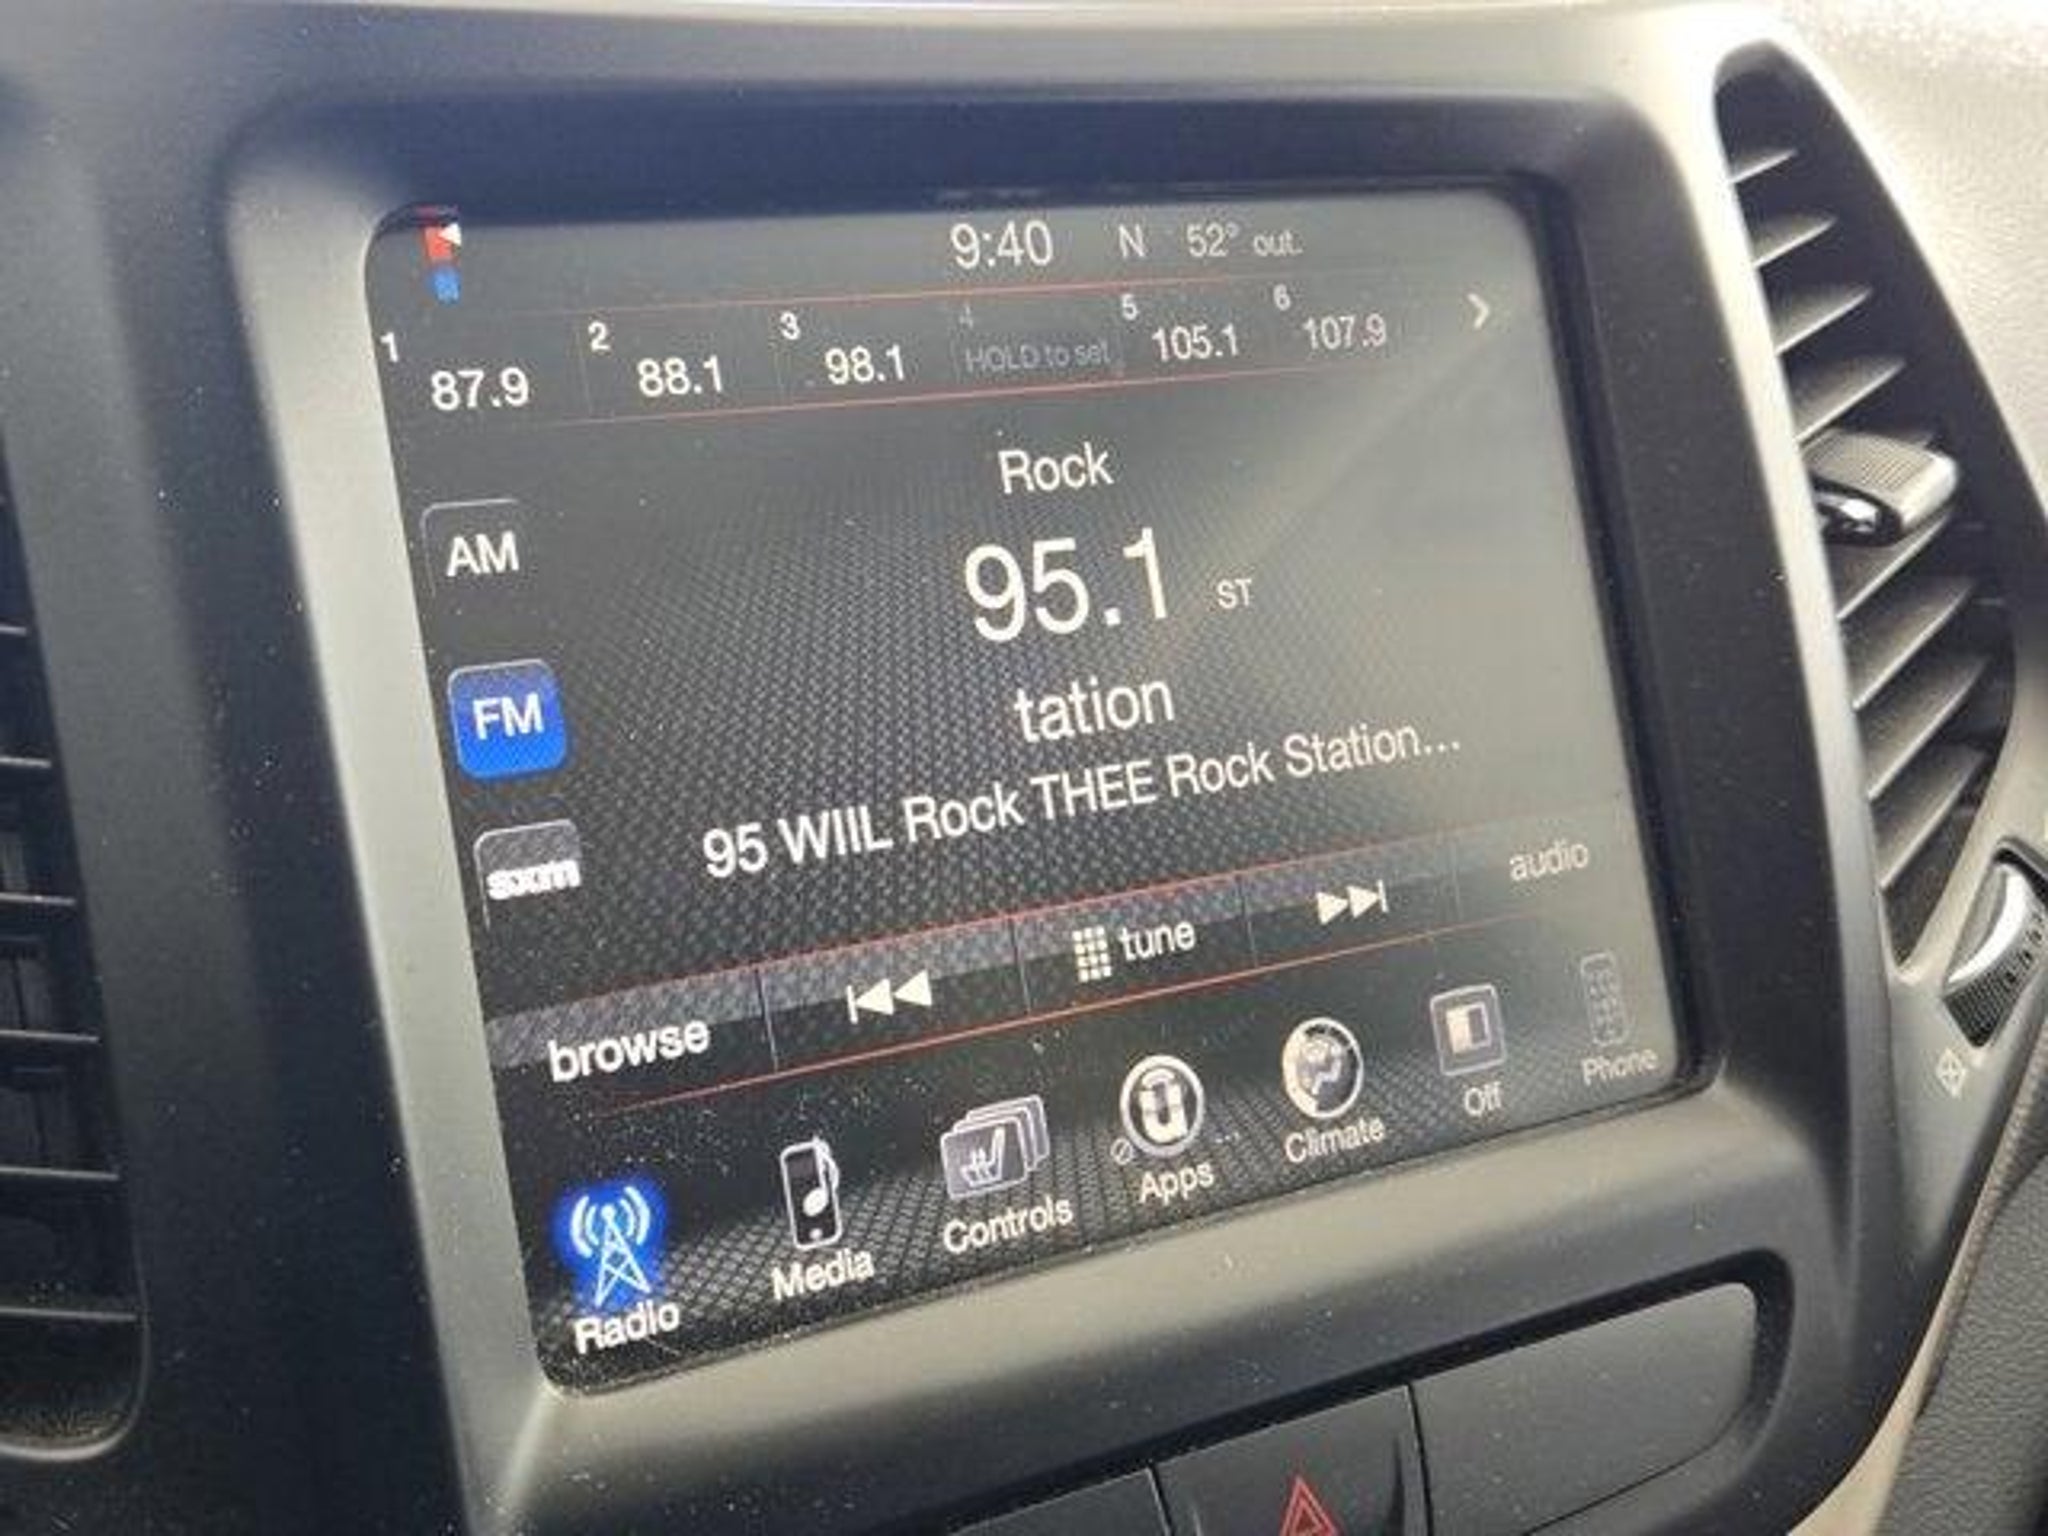 9:40 N 52° out.
1 87.9 2 88.1 3 98.1 4 HOLD to set 5 105.1 6 107.9
Rock
AM
95.1 ST
FM
tation
95 WIIL Rock THEE Rock Station...
sxm
browse tune audio
Radio Media Controls Apps Climate Off Phone